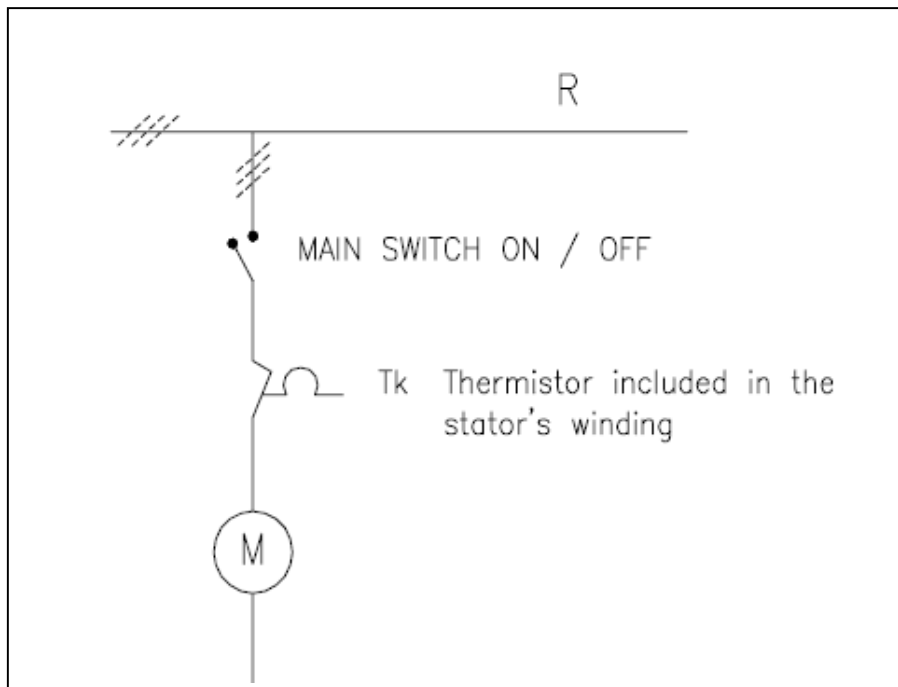 R
MAIN SWITCH ON / OFF
Tk Thermistor included in the
stator's winding
M